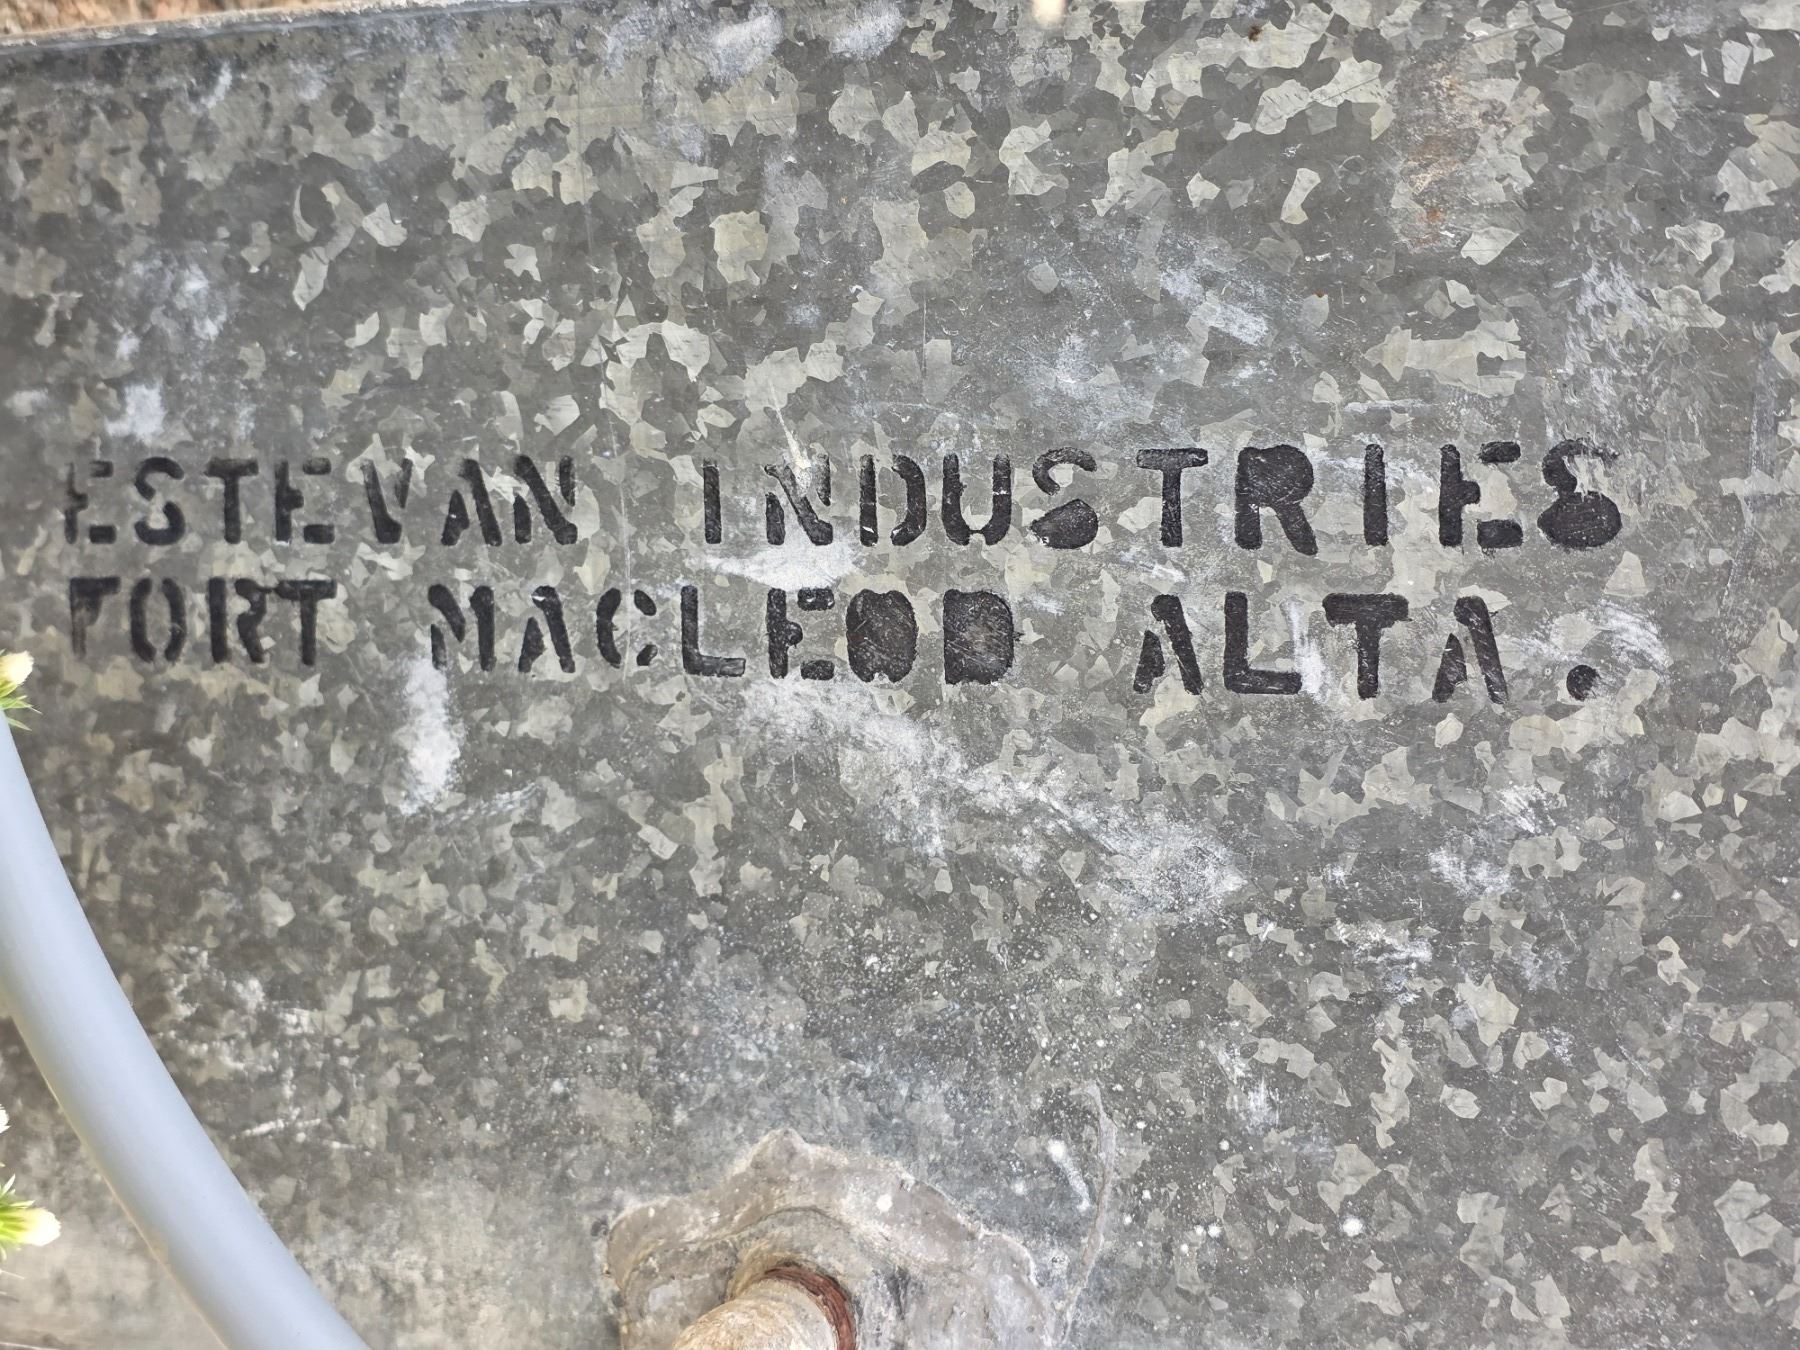 ESTEVAN INDUSTRIES
FORT MACLEOD ALTA.